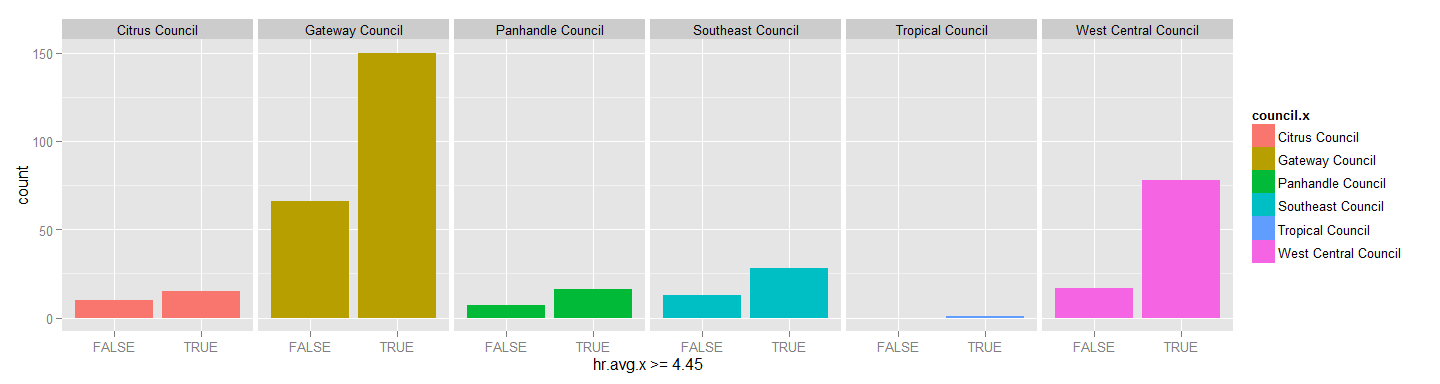 Citrus Council Gateway Council Panhandle Council Southeast Council Tropical Council West Central Council
150
100
50
0
count
FALSE TRUE FALSE TRUE FALSE TRUE FALSE TRUE FALSE TRUE FALSE TRUE
hr.avg.x >= 4.45
council.x
Citrus Council
Gateway Council
Panhandle Council
Southeast Council
Tropical Council
West Central Council